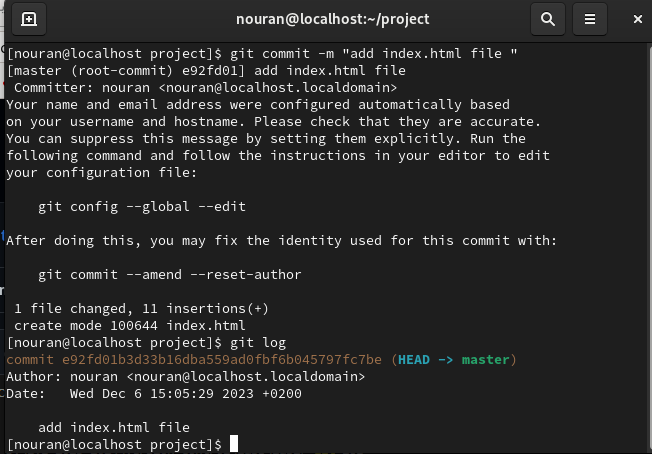 nouran@localhost:~/project
[nouran@localhost project]$ git commit -m "add index.html file "
[master (root-commit) e92fd01] add index.html file
 Committer: nouran <nouran@localhost.localdomain>
Your name and email address were configured automatically based
on your username and hostname. Please check that they are accurate.
You can suppress this message by setting them explicitly. Run the
following command and follow the instructions in your editor to edit
your configuration file:

    git config --global --edit

After doing this, you may fix the identity used for this commit with:

    git commit --amend --reset-author

 1 file changed, 11 insertions(+)
 create mode 100644 index.html
[nouran@localhost project]$ git log
commit e92fd01b3d33b16dba559ad0fbf6b045797fc7be (HEAD -> master)
Author: nouran <nouran@localhost.localdomain>
Date:   Wed Dec 6 15:05:29 2023 +0200

    add index.html file
[nouran@localhost project]$